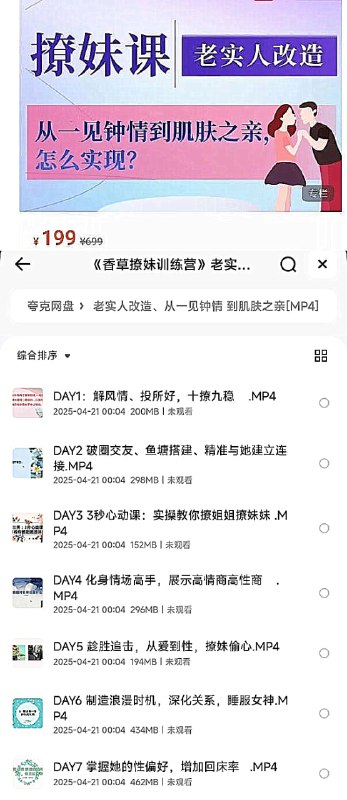 撩妹课
老实人改造
从一见钟情到肌肤之亲，
怎么实现？
专栏
¥199 ¥699
《香草撩妹训练营》老实...
夸克网盘 › 老实人改造、从一见钟情 到肌肤之亲[MP4]
综合排序
DAY1：解风情、投所好，十撩九稳 .MP4
2025-04-21 00:04 200MB | 未观看
DAY2 破圈交友、鱼塘搭建、精准与她建立连
接.MP4
2025-04-21 00:04 298MB | 未观看
DAY3 3秒心动课：实操教你撩姐姐撩妹妹 .M
P4
2025-04-21 00:04 152MB | 未观看
DAY4 化身情场高手，展示高情商高性商 .
MP4
2025-04-21 00:04 296MB | 未观看
DAY5 趁胜追击，从爱到性，撩妹偷心.MP4
2025-04-21 00:04 194MB | 未观看
DAY6 制造浪漫时机，深化关系，睡服女神.M
P4
2025-04-21 00:04 434MB | 未观看
DAY7 掌握她的性偏好，增加回床率 .MP4
2025-04-21 00:04 462MB | 未观看